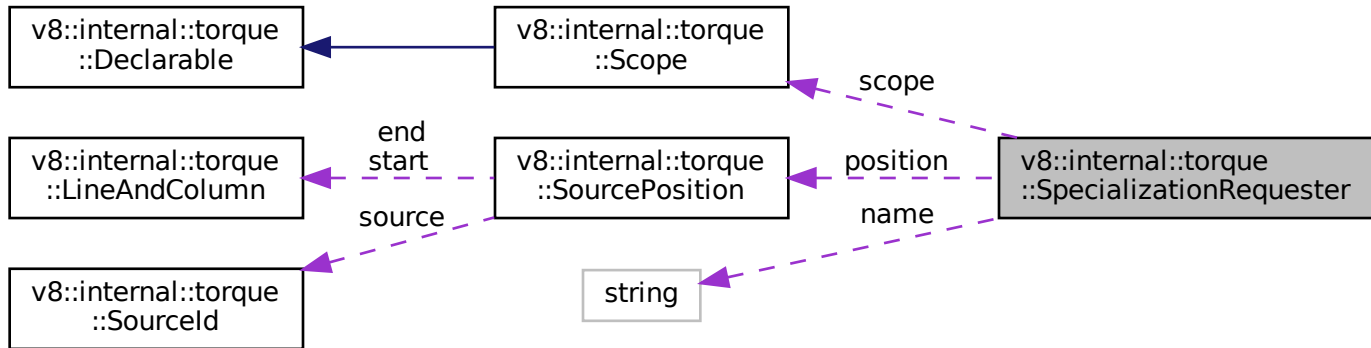 v8::internal::torque
::Declarable
v8::internal::torque
::Scope
scope
v8::internal::torque
::LineAndColumn
end
start
v8::internal::torque
::SourcePosition
position
v8::internal::torque
::SpecializationRequester
source
name
v8::internal::torque
::SourceId
string